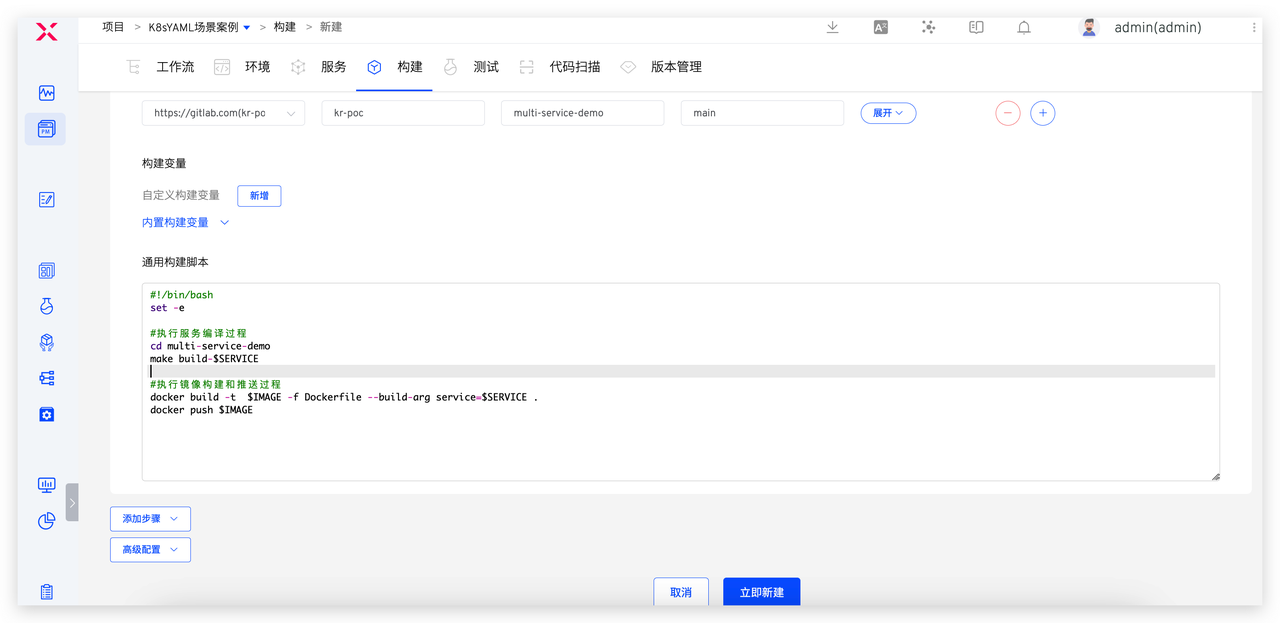 项目 > K8sYAML场景案例 > 构建 > 新建
admin(admin)
工作流 环境 服务 构建 测试 代码扫描 版本管理
https://gitlab.com(kr-po kr-poc multi-service-demo main 展开
构建变量
自定义构建变量 新增
内置构建变量
通用构建脚本
#!/bin/bash
set -e
#执行服务编译过程
cd multi-service-demo
make build-$SERVICE
#执行镜像构建和推送过程
docker build -t  $IMAGE -f Dockerfile --build-arg service=$SERVICE .
docker push $IMAGE
添加步骤
高级配置
取消 立即新建